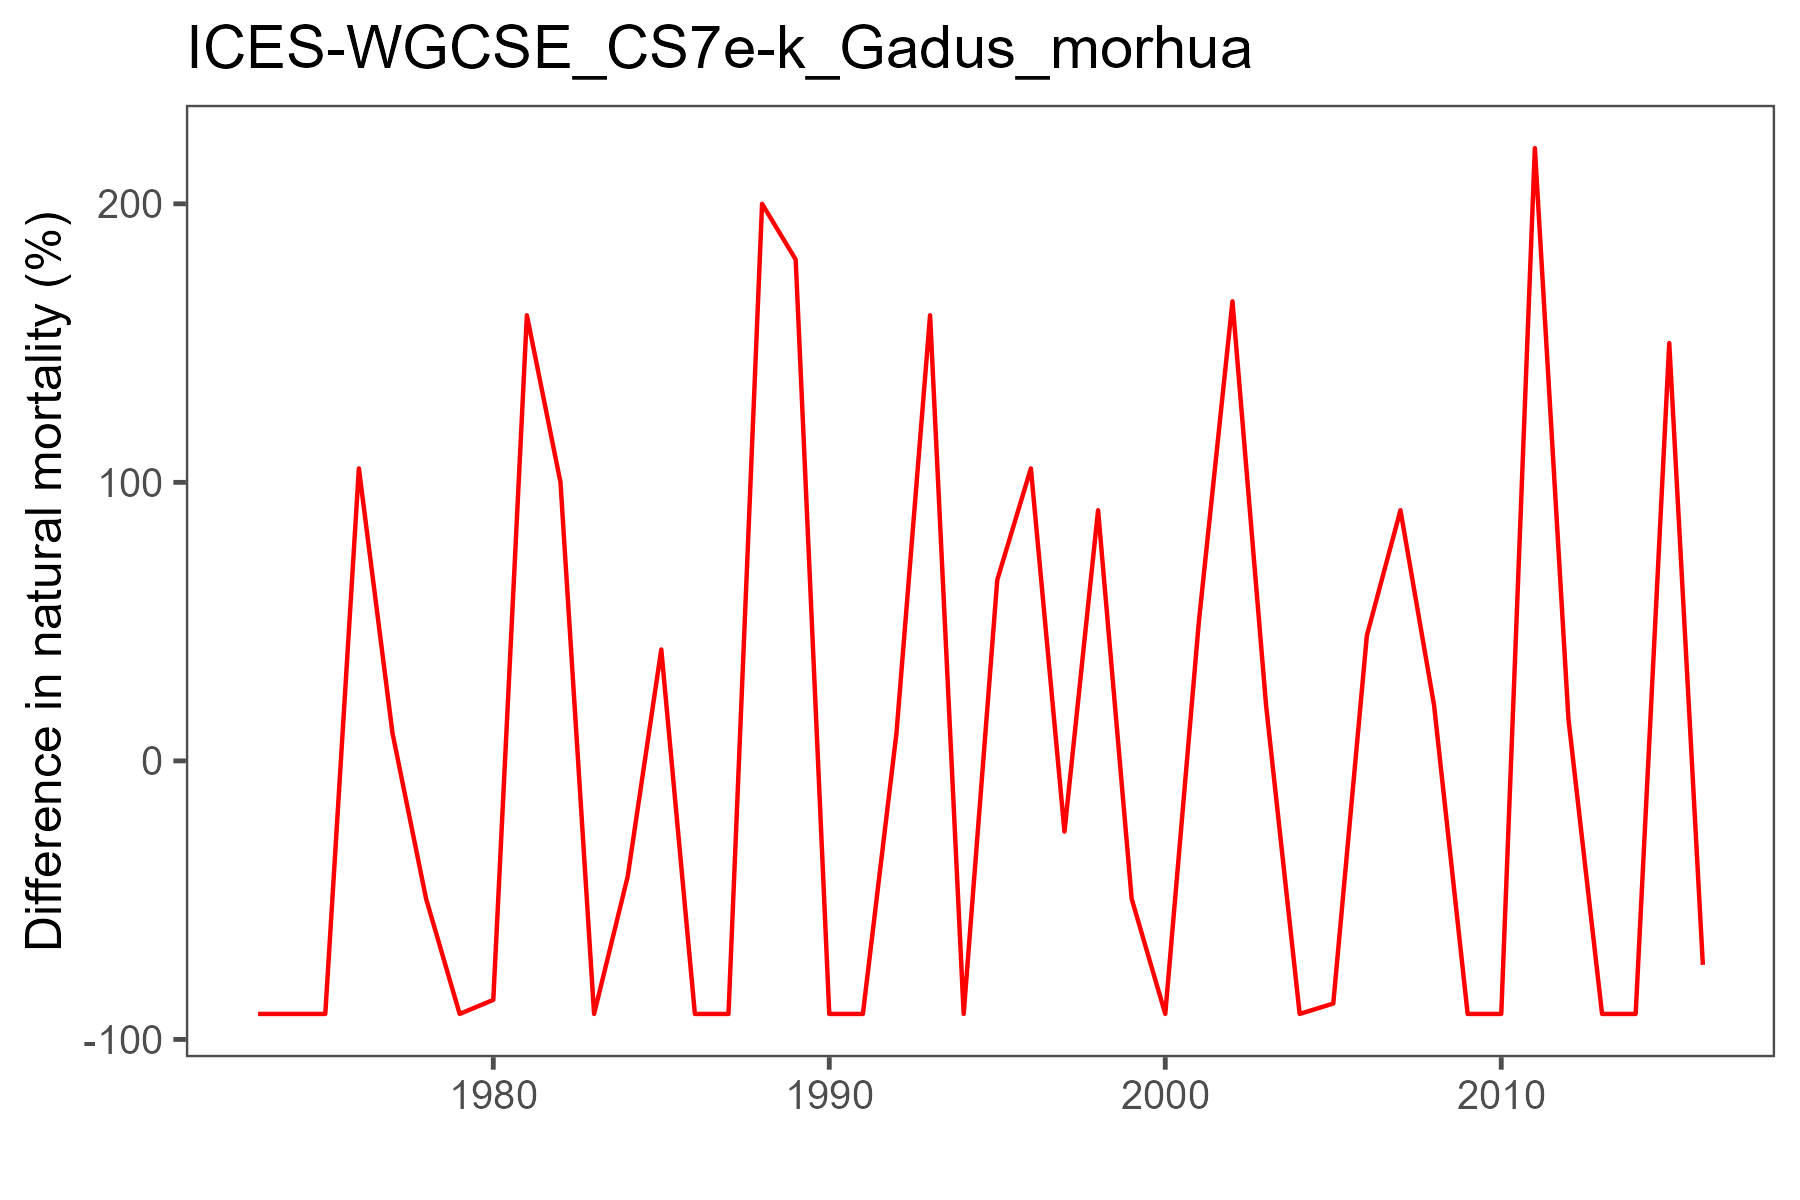 ICES-WGCSE_CS7e-k_Gadus_morhua
Difference in natural mortality (%)
200
100
0
-100
1980 1990 2000 2010